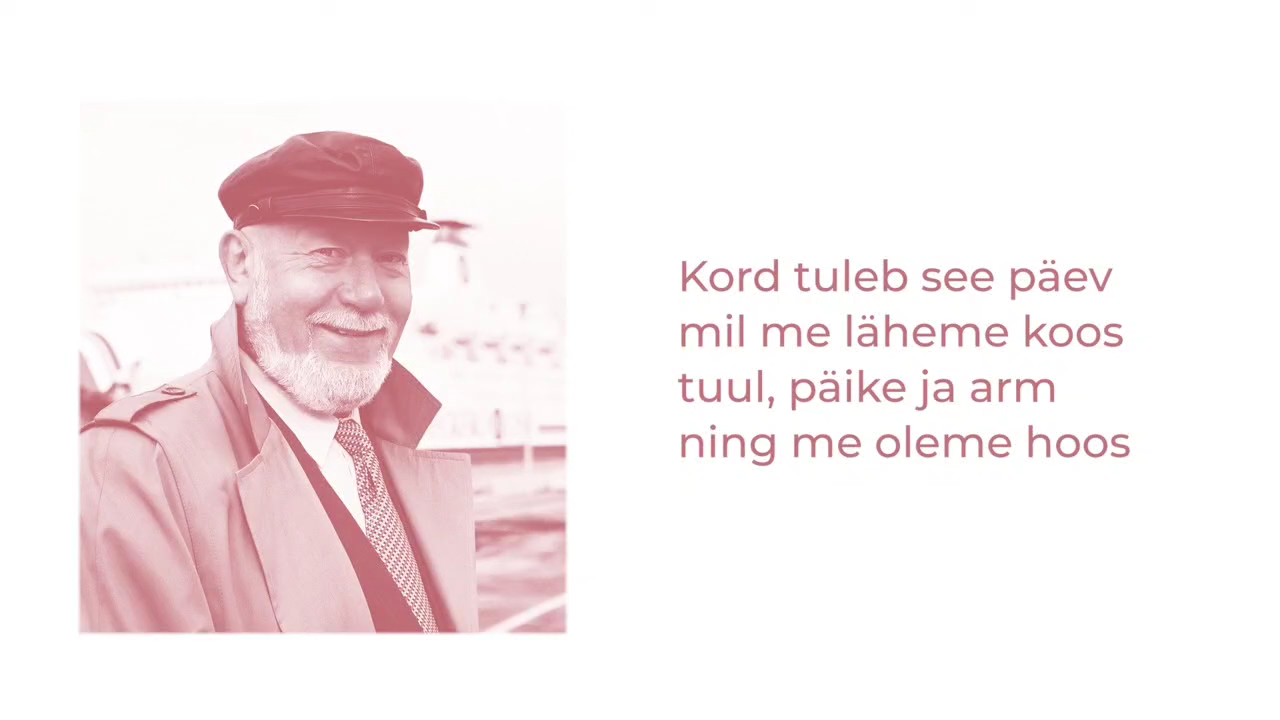 Kord tuleb see päev
mil me läheme koos
tuul, päike ja arm
ning me oleme hoos